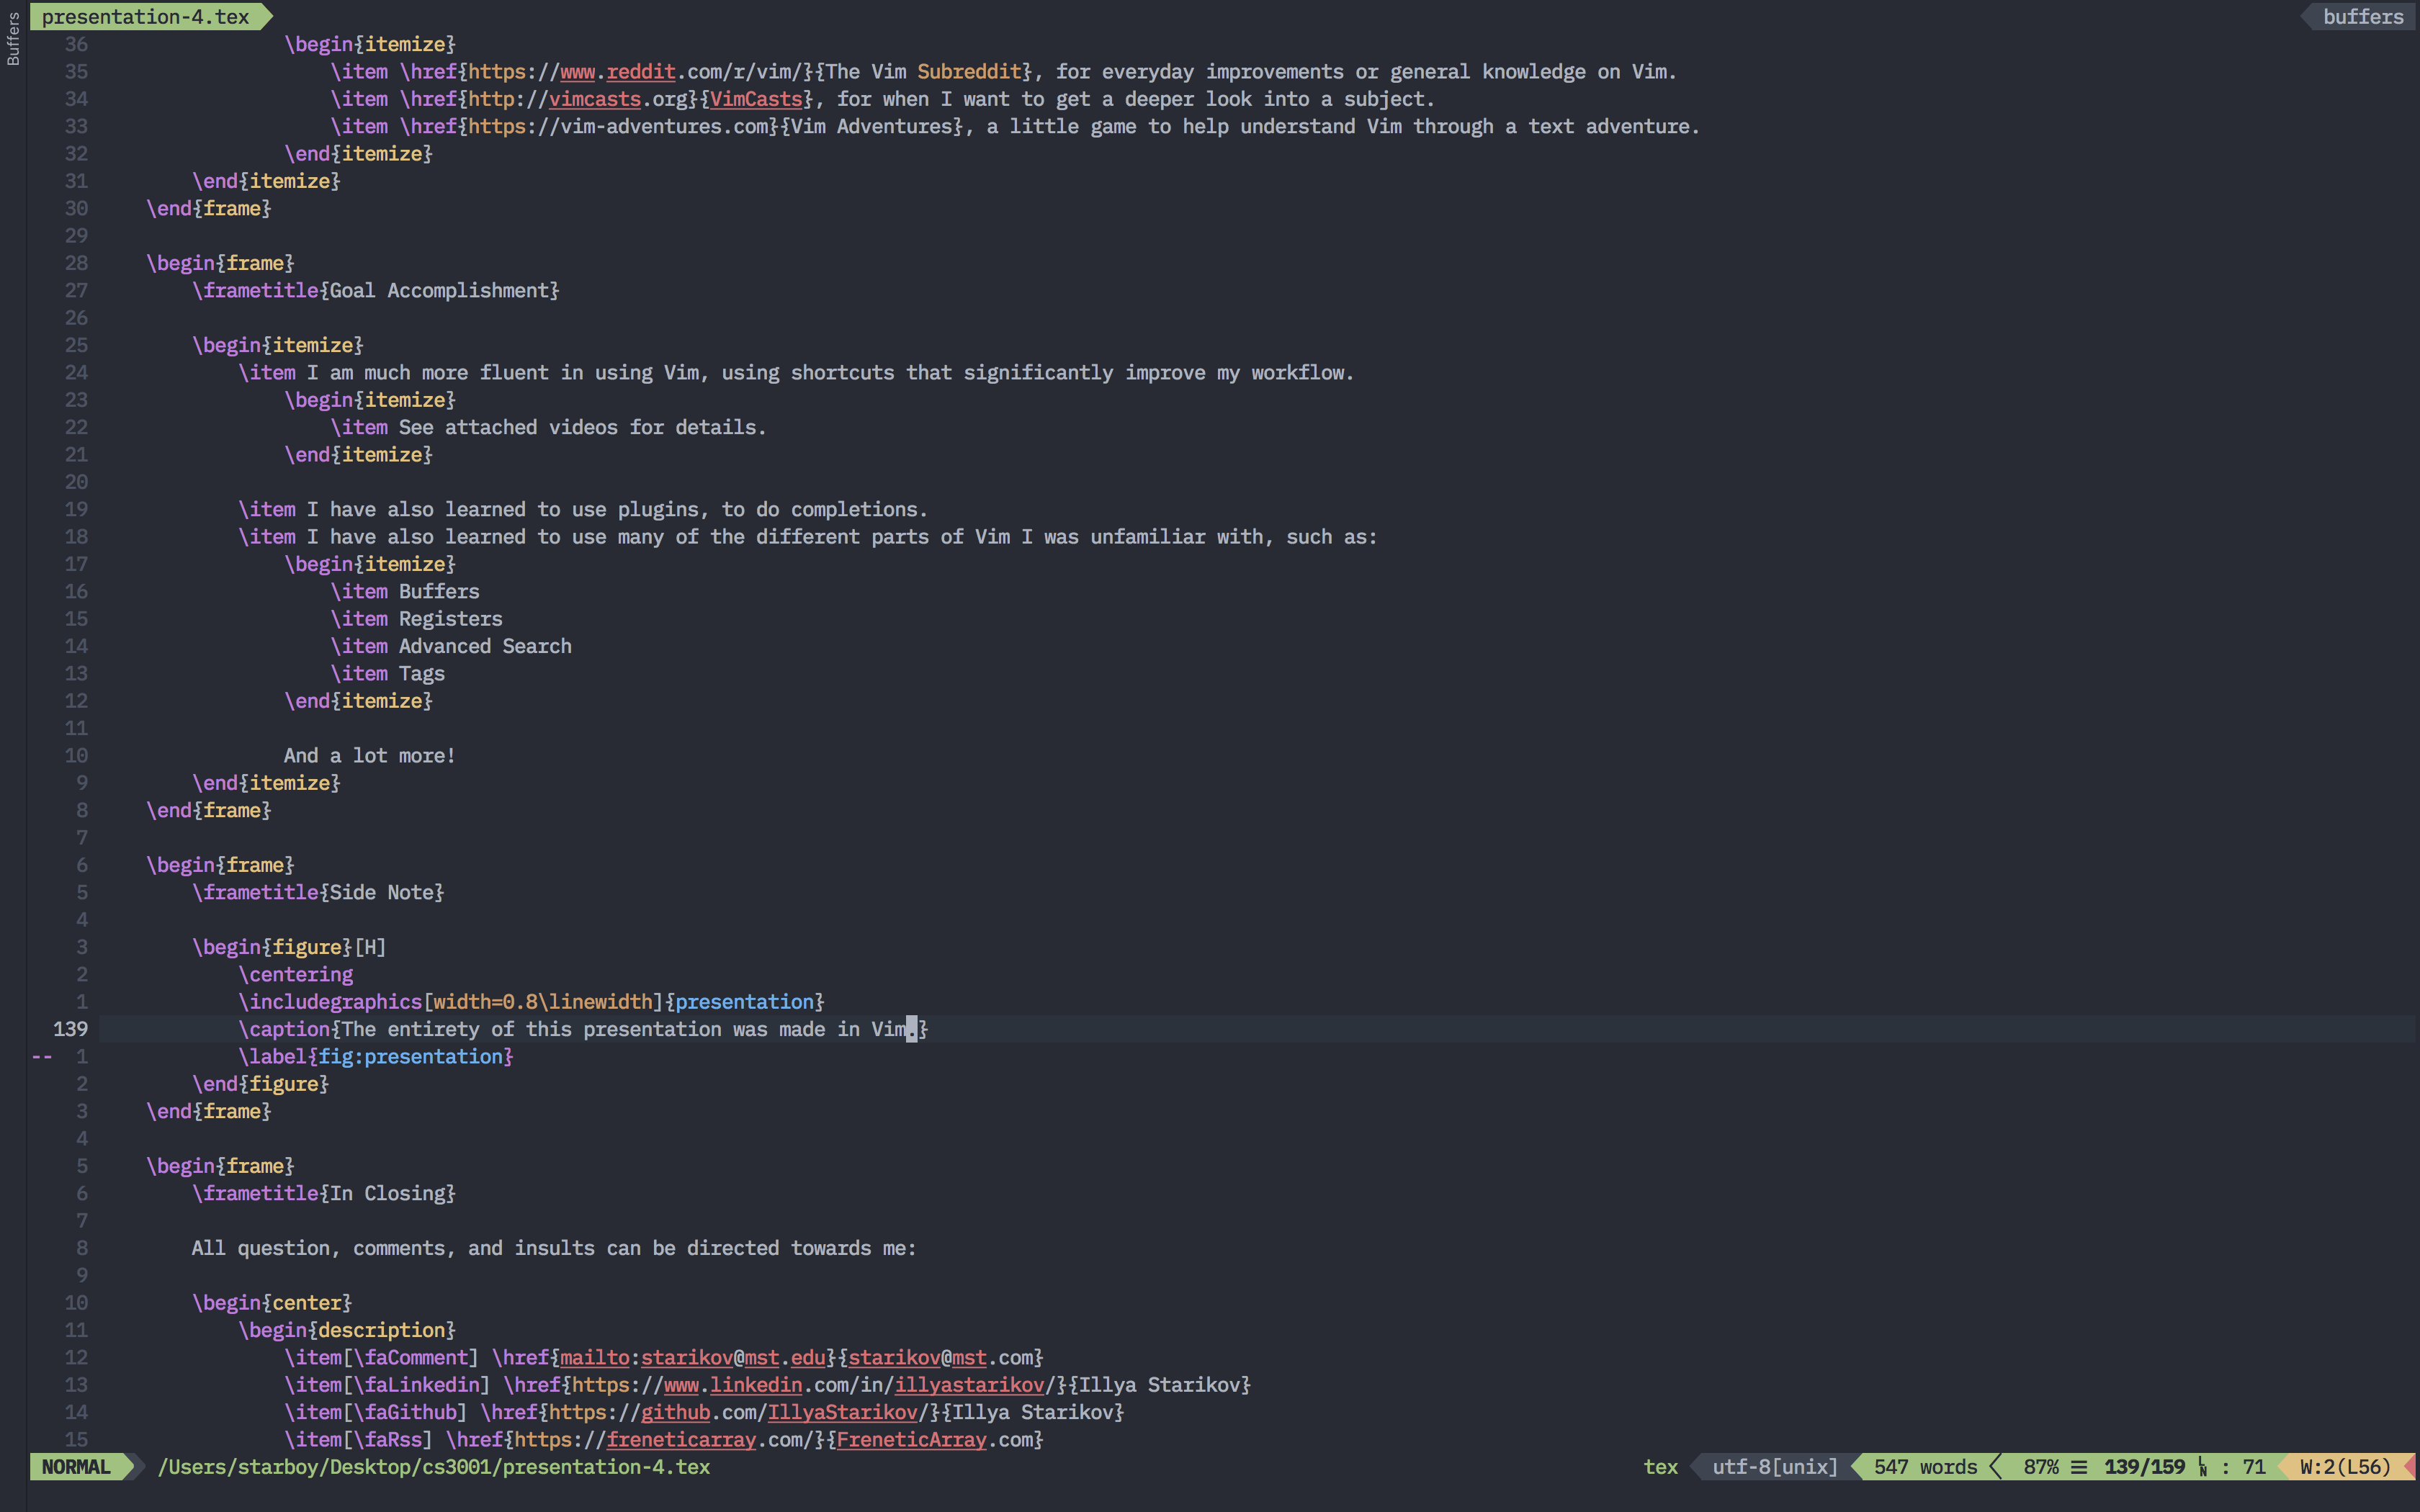 Buffers
presentation-4.tex buffers
36 \begin{itemize}
35 \item \href{https://www.reddit.com/r/vim/}{The Vim Subreddit}, for everyday improvements or general knowledge on Vim.
34 \item \href{http://vimcasts.org}{VimCasts}, for when I want to get a deeper look into a subject.
33 \item \href{https://vim-adventures.com}{Vim Adventures}, a little game to help understand Vim through a text adventure.
32 \end{itemize}
31 \end{itemize}
30 \end{frame}
29
28 \begin{frame}
27 \frametitle{Goal Accomplishment}
26
25 \begin{itemize}
24 \item I am much more fluent in using Vim, using shortcuts that significantly improve my workflow.
23 \begin{itemize}
22 \item See attached videos for details.
21 \end{itemize}
20
19 \item I have also learned to use plugins, to do completions.
18 \item I have also learned to use many of the different parts of Vim I was unfamiliar with, such as:
17 \begin{itemize}
16 \item Buffers
15 \item Registers
14 \item Advanced Search
13 \item Tags
12 \end{itemize}
11
10 And a lot more!
9 \end{itemize}
8 \end{frame}
7
6 \begin{frame}
5 \frametitle{Side Note}
4
3 \begin{figure}[H]
2 \centering
1 \includegraphics[width=0.8\linewidth]{presentation}
139 \caption{The entirety of this presentation was made in Vim.}
-- 1 \label{fig:presentation}
2 \end{figure}
3 \end{frame}
4
5 \begin{frame}
6 \frametitle{In Closing}
7
8 All question, comments, and insults can be directed towards me:
9
10 \begin{center}
11 \begin{description}
12 \item[\faComment] \href{mailto:starikov@mst.edu}{starikov@mst.com}
13 \item[\faLinkedin] \href{https://www.linkedin.com/in/illyastarikov/}{Illya Starikov}
14 \item[\faGithub] \href{https://github.com/IllyaStarikov/}{Illya Starikov}
15 \item[\faRss] \href{https://freneticarray.com/}{FreneticArray.com}
NORMAL /Users/starboy/Desktop/cs3001/presentation-4.tex tex utf-8[unix] 547 words 87% ☰ 139/159 ␤ : 71 W:2(L56)